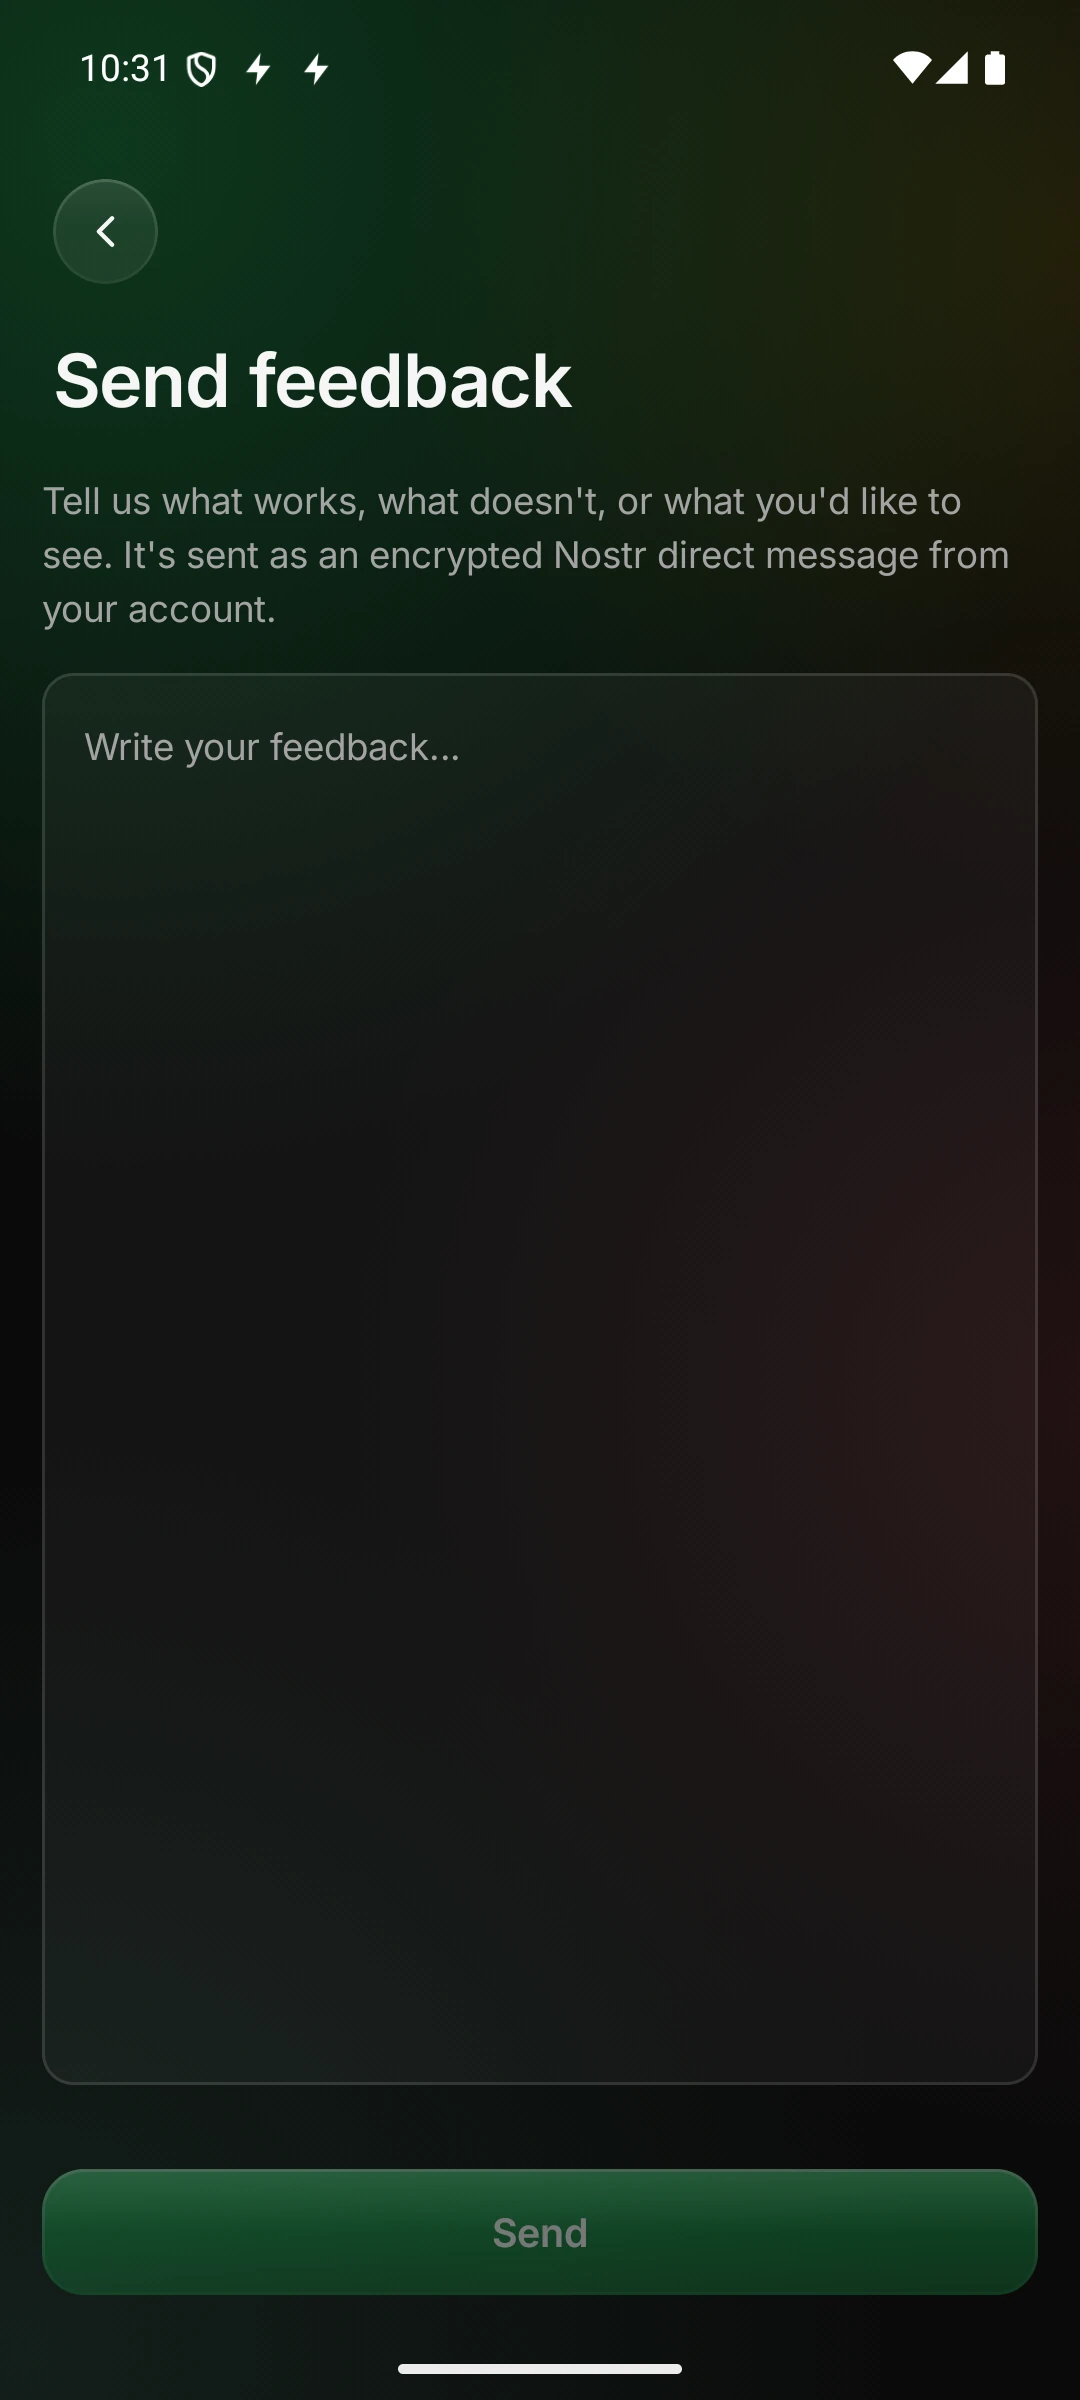 10:31
Send feedback
Tell us what works, what doesn't, or what you'd like to
see. It's sent as an encrypted Nostr direct message from
your account.
Write your feedback...
Send